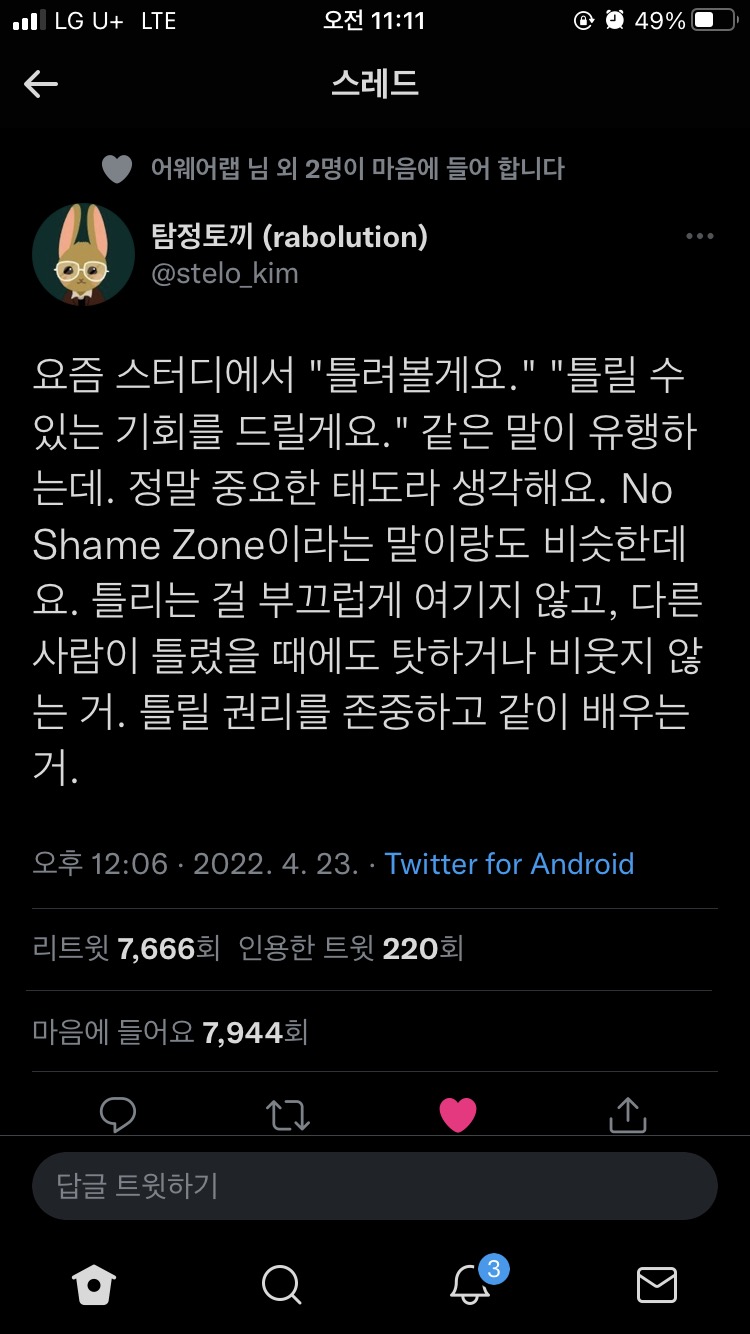 LG U+ LTE 오전 11:11 49%
스레드
어웨어랩 님 외 2명이 마음에 들어 합니다
탐정토끼 (rabolution)
@stelo_kim
요즘 스터디에서 "틀려볼게요." "틀릴 수
있는 기회를 드릴게요." 같은 말이 유행하
는데. 정말 중요한 태도라 생각해요. No
Shame Zone이라는 말이랑도 비슷한데
요. 틀리는 걸 부끄럽게 여기지 않고, 다른
사람이 틀렸을 때에도 탓하거나 비웃지 않
는 거. 틀릴 권리를 존중하고 같이 배우는
거.
오후 12:06 · 2022. 4. 23. · Twitter for Android
리트윗 7,666회 인용한 트윗 220회
마음에 들어요 7,944회
답글 트윗하기
3